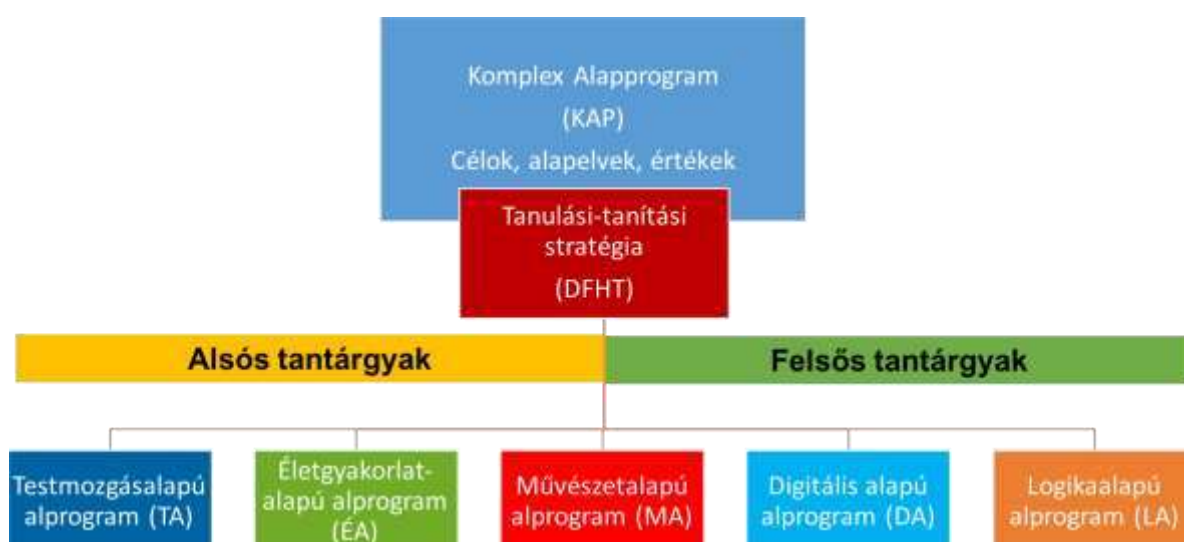 Komplex Alapprogram
(KAP)
Célok, alapelvek, értékek
Tanulási-tanítási
stratégia
(DFHT)
Alsós tantárgyak
Felsős tantárgyak
Testmozgásalapú
alprogram (TA)
Életgyakorlat-
alapú alprogram
(ÉA)
Művészetalapú
alprogram (MA)
Digitális alapú
alprogram (DA)
Logikaalapú
alprogram (LA)